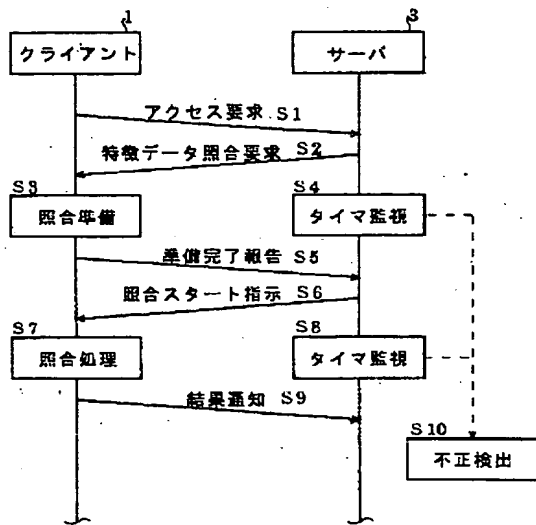 1
3
クライアント
サーバ
アクセス要求 S1
特徴データ照合要求 S2
S3
S4
照合準備
タイマ監視
準備完了報告 S5
照合スタート指示 S6
S7
S8
照合処理
タイマ監視
結果通知 S9
S10
不正検出